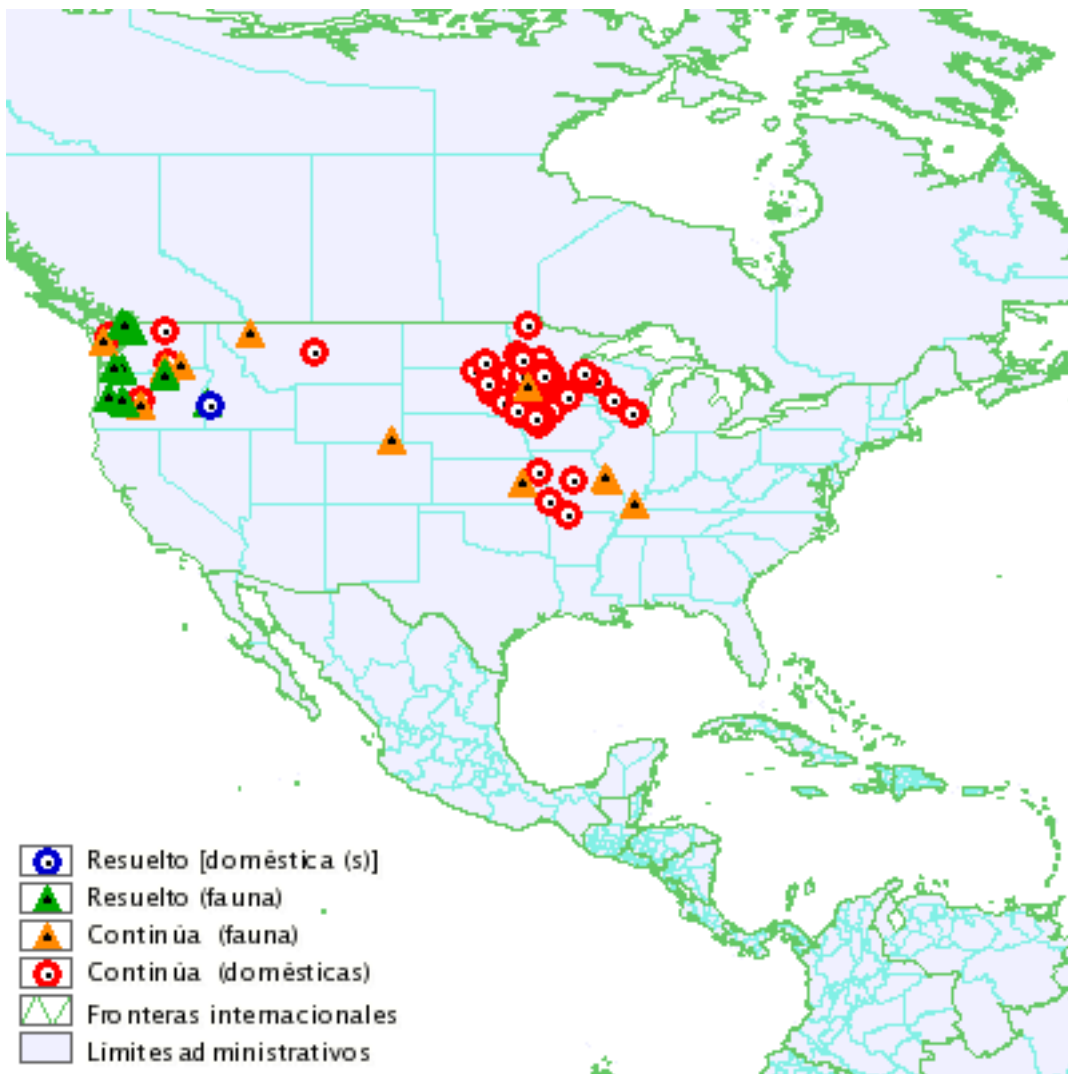 Resuelto [doméstica (s)]
Resuelto (fauna)
Continúa (fauna)
Continúa (domésticas)
Fronteras internacionales
Límites administrativos